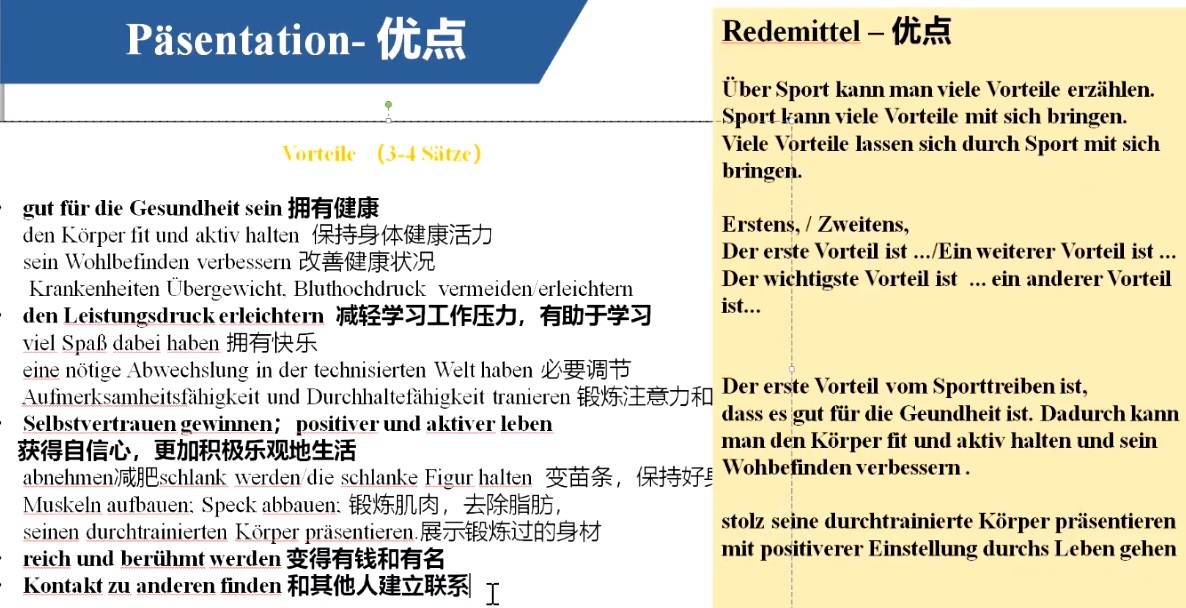 Päsentation- 优点
Vorteile （3-4 Sätze）
gut für die Gesundheit sein 拥有健康
den Körper fit und aktiv halten 保持身体健康活力
sein Wohlbefinden verbessern 改善健康状况
Krankenheiten Übergewicht, Bluthochdruck vermeiden/erleichtern
den Leistungsdruck erleichtern 减轻学习工作压力，有助于学习
viel Spaß dabei haben 拥有快乐
eine nötige Abwechslung in der technisierten Welt haben 必要调节
Aufmerksamheitsfähigkeit und Durchhaltefähigkeit tranieren 锻炼注意力和
Selbstvertrauen gewinnen；positiver und aktiver leben
获得自信心，更加积极乐观地生活
abnehmen减肥schlank werden/die schlanke Figur halten 变苗条，保持好
Muskeln aufbauen; Speck abbauen; 锻炼肌肉，去除脂肪，
seinen durchtrainierten Körper präsentieren.展示锻炼过的身材
reich und berühmt werden 变得有钱和有名
Kontakt zu anderen finden 和其他人建立联系
Redemittel – 优点
Über Sport kann man viele Vorteile erzählen.
Sport kann viele Vorteile mit sich bringen.
Viele Vorteile lassen sich durch Sport mit sich
bringen.
Erstens, / Zweitens,
Der erste Vorteil ist .../Ein weiterer Vorteil ist ...
Der wichtigste Vorteil ist ... ein anderer Vorteil
ist...
Der erste Vorteil vom Sporttreiben ist,
dass es gut für die Geundheit ist. Dadurch kann
man den Körper fit und aktiv halten und sein
Wohbefinden verbessern .
stolz seine durchtrainierte Körper präsentieren
mit positiverer Einstellung durchs Leben gehen